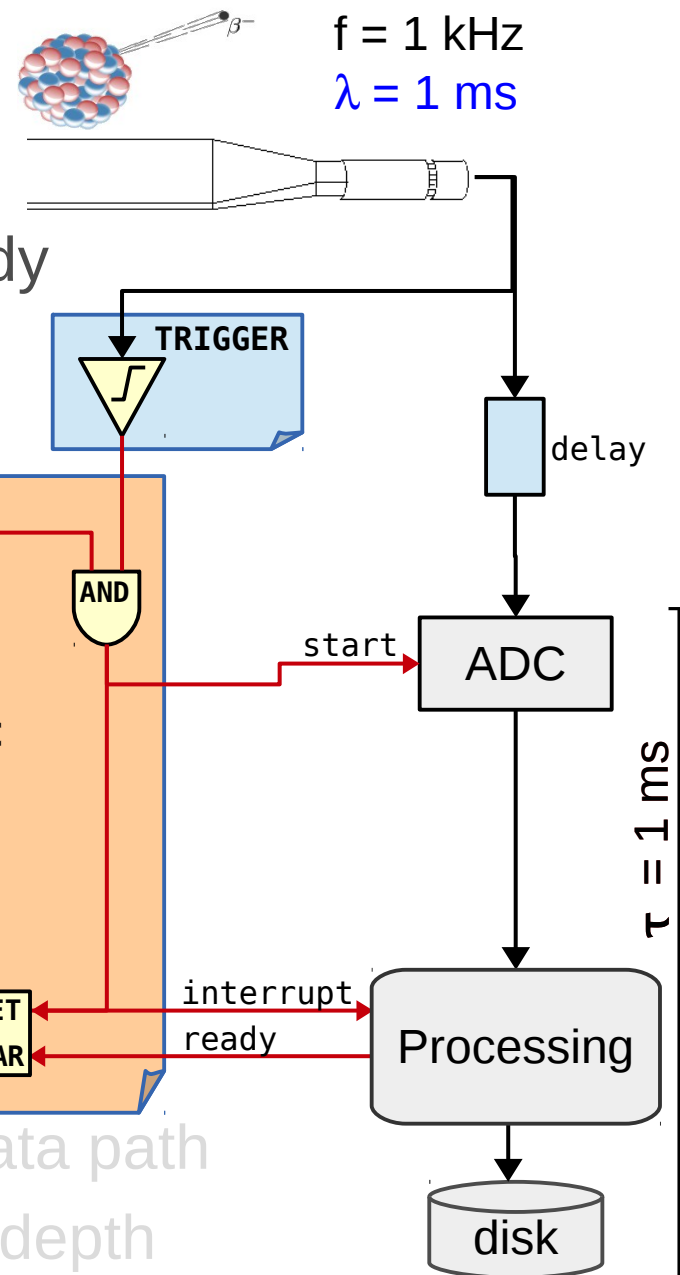 β⁻
f = 1 kHz
λ = 1 ms
dy
TRIGGER
delay
AND
start
ADC
τ = 1 ms
interrupt
ET
ready
AR
Processing
ata path
disk
depth